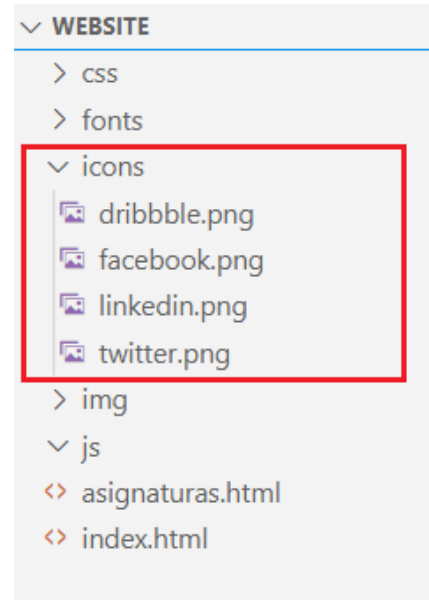 WEBSITE
css
fonts
icons
dribbble.png
facebook.png
linkedin.png
twitter.png
img
js
asignaturas.html
index.html